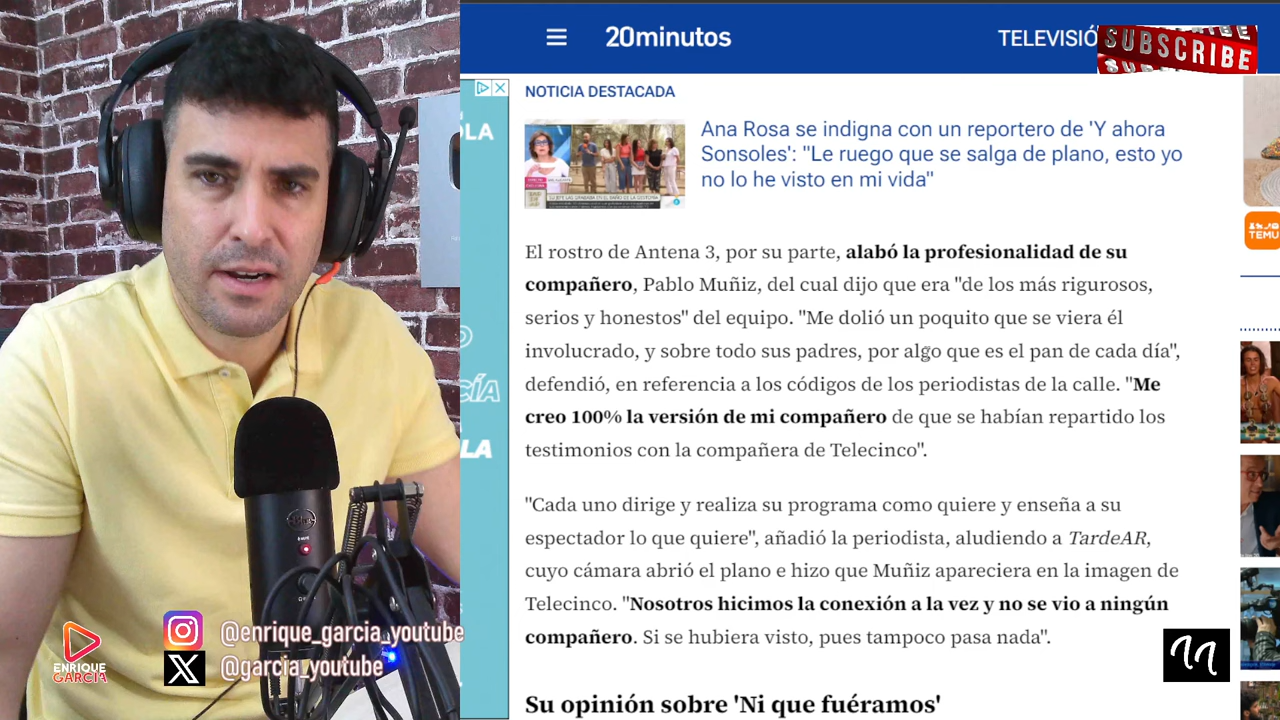 20minutos
TELEVISIÓ
SUBSCRIBE
NOTICIA DESTACADA
Ana Rosa se indigna con un reportero de 'Y ahora
Sonsoles': "Le ruego que se salga de plano, esto yo
no lo he visto en mi vida"
El rostro de Antena 3, por su parte, alabó la profesionalidad de su
compañero, Pablo Muñiz, del cual dijo que era "de los más rigurosos,
serios y honestos" del equipo. "Me dolió un poquito que se viera él
involucrado, y sobre todo sus padres, por algo que es el pan de cada día",
defendió, en referencia a los códigos de los periodistas de la calle. "Me
creo 100% la versión de mi compañero de que se habían repartido los
testimonios con la compañera de Telecinco".
"Cada uno dirige y realiza su programa como quiere y enseña a su
espectador lo que quiere", añadió la periodista, aludiendo a TardeAR,
cuyo cámara abrió el plano e hizo que Muñiz apareciera en la imagen de
Telecinco. "Nosotros hicimos la conexión a la vez y no se vio a ningún
compañero. Si se hubiera visto, pues tampoco pasa nada".
Su opinión sobre 'Ni que fuéramos'
TEMU
OLA
CÍA
LA
ENRIQUE
GARCIA
@enrique_garcia_youtube
@garcia_youtube